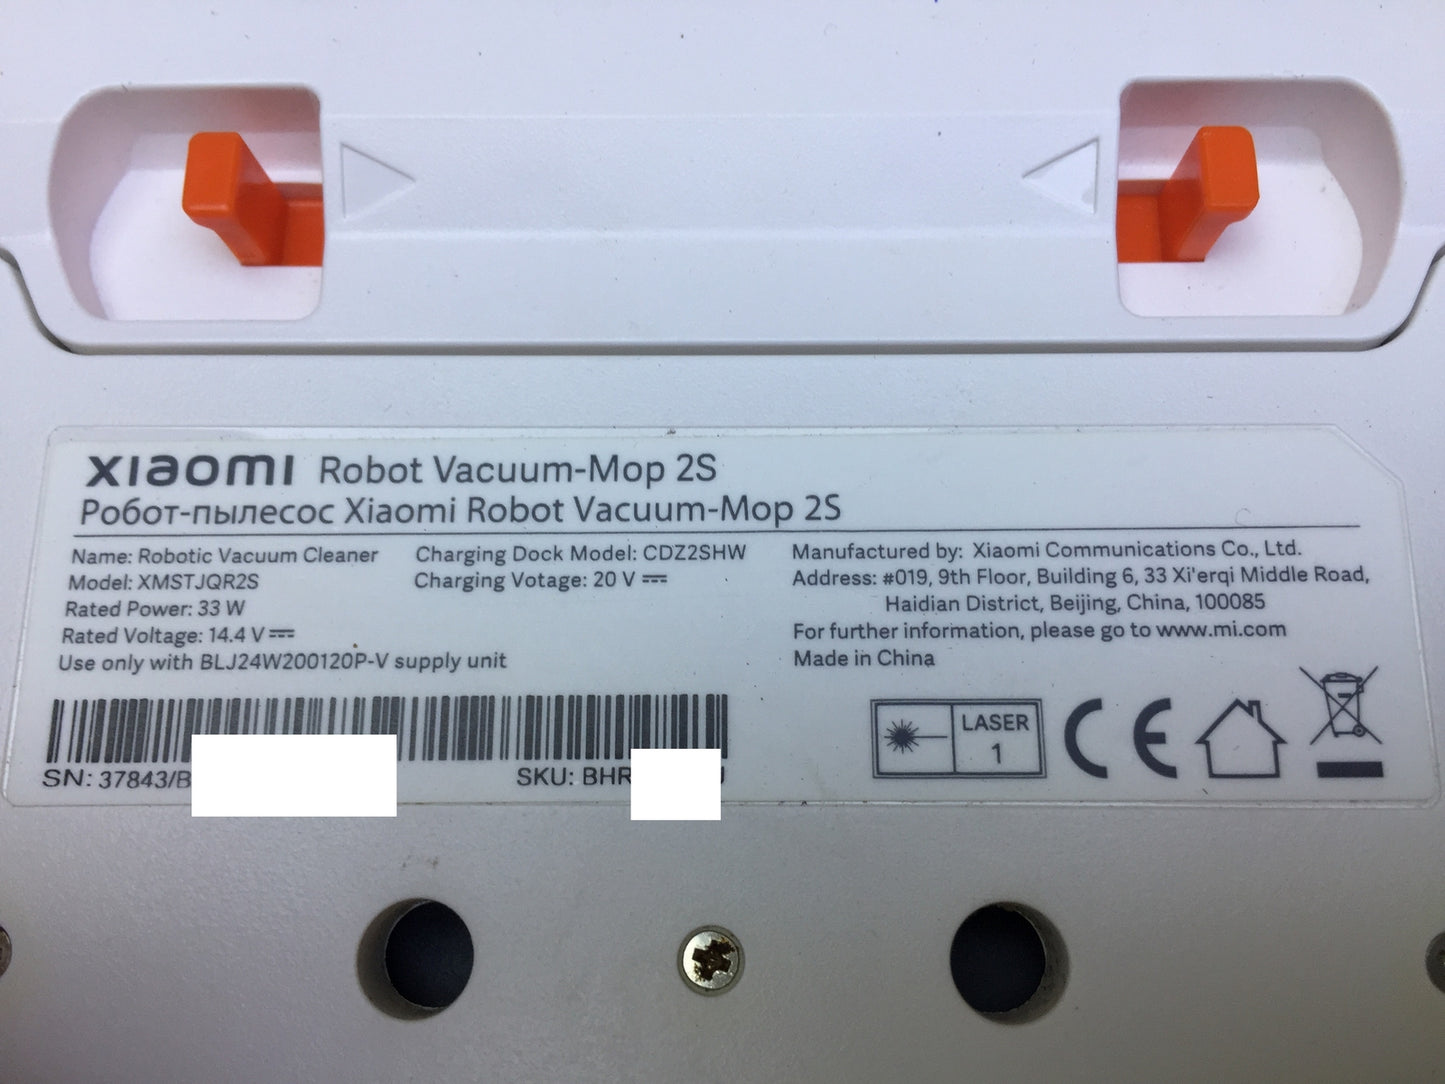 xiaomi Robot Vacuum-Mop 2S
Робот-пылесос Xiaomi Robot Vacuum-Mop 2S
Name: Robotic Vacuum Cleaner
Model: XMSTJQR2S
Rated Power: 33 W
Rated Voltage: 14.4 V
Use only with BLJ24W200120P-V supply unit
Charging Dock Model: CDZ2SHW
Charging Votage: 20 V
Manufactured by: Xiaomi Communications Co., Ltd.
Address: #019, 9th Floor, Building 6, 33 Xi'erqi Middle Road,
Haidian District, Beijing, China, 100085
For further information, please go to www.mi.com
Made in China
SN: 37843/B
SKU: BHR
LASER
1
CE